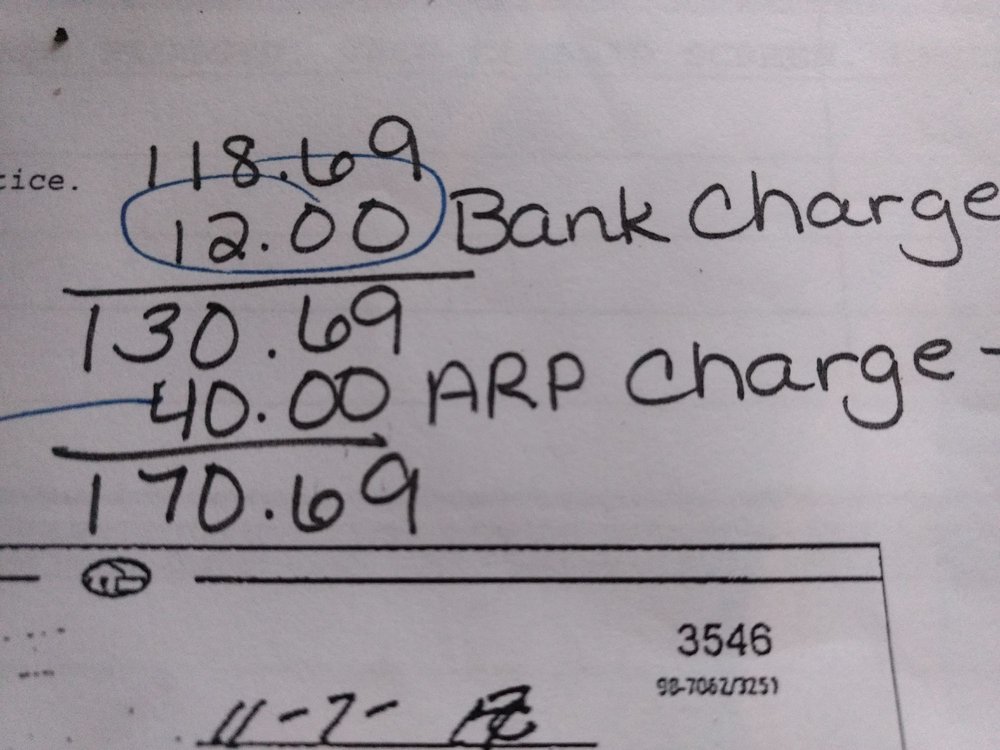 118.69
tice.
12.00 Bank Charge
130.69
40.00 ARP Charge -
170.69
3546
98-7062/3251
11-7-